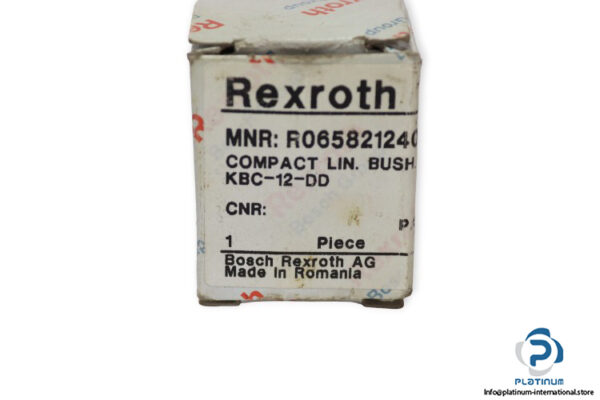 Rexroth
Rexroth
MNR: R065821240
COMPACT LIN. BUSH
KBC-12-DD
CNR:
1 Piece
Bosch Rexroth AG
Made in Romania
PLATINUM
Info@platinum-international.store